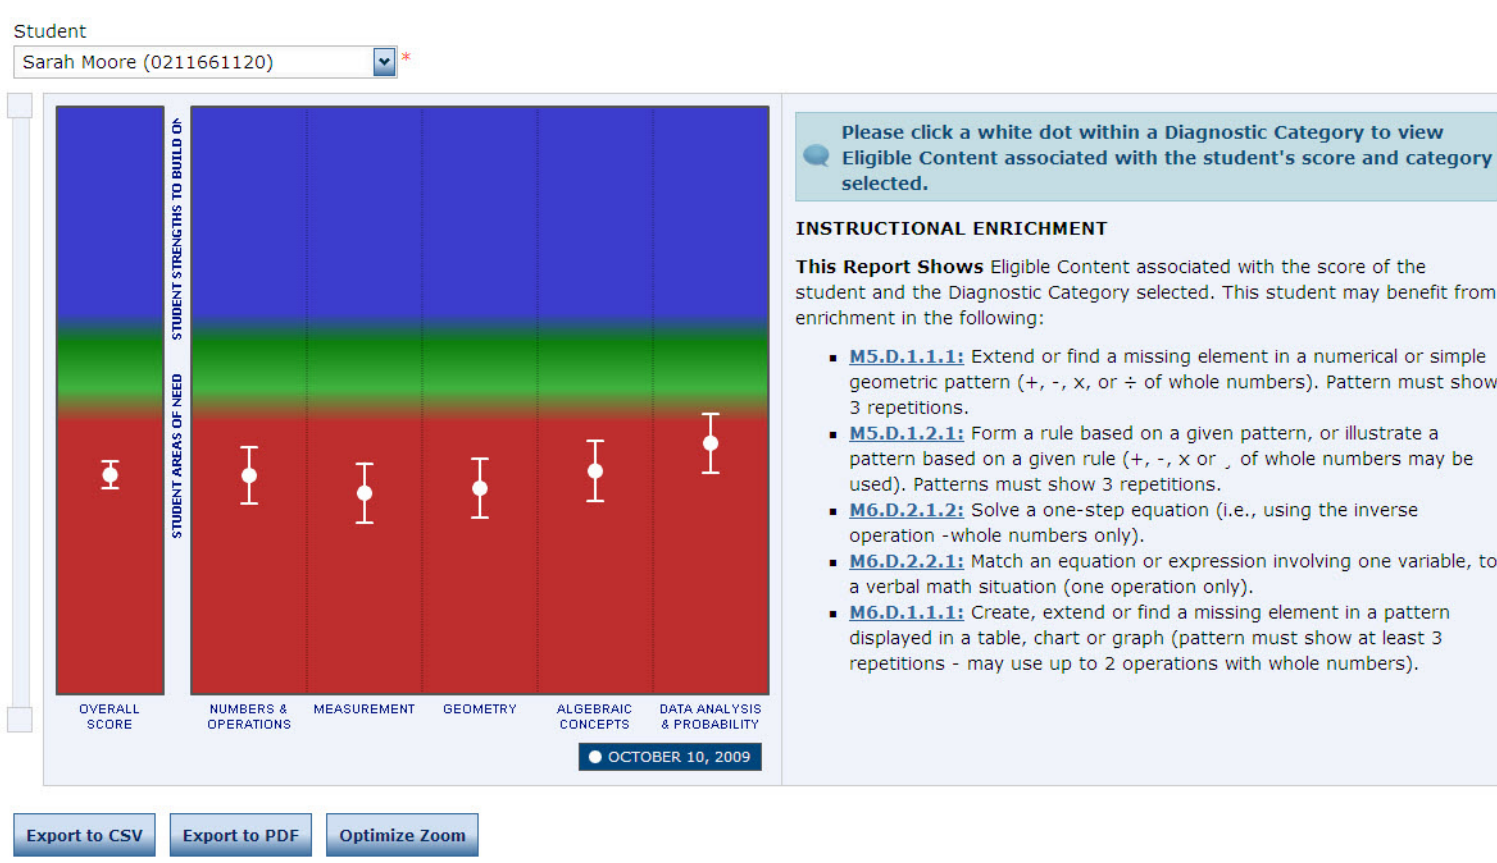 Student
Sarah Moore (0211661120)
*
STUDENT STRENGTHS TO BUILD ON
STUDENT AREAS OF NEED
OVERALL
SCORE
NUMBERS &
OPERATIONS
MEASUREMENT
GEOMETRY
ALGEBRAIC
CONCEPTS
DATA ANALYSIS
& PROBABILITY
OCTOBER 10, 2009
Please click a white dot within a Diagnostic Category to view
Eligible Content associated with the student's score and category
selected.
INSTRUCTIONAL ENRICHMENT
This Report Shows Eligible Content associated with the score of the
student and the Diagnostic Category selected. This student may benefit from
enrichment in the following:
M5.D.1.1.1: Extend or find a missing element in a numerical or simple
geometric pattern (+, -, x, or ÷ of whole numbers). Pattern must show
3 repetitions.
M5.D.1.2.1: Form a rule based on a given pattern, or illustrate a
pattern based on a given rule (+, -, x or ¸ of whole numbers may be
used). Patterns must show 3 repetitions.
M6.D.2.1.2: Solve a one-step equation (i.e., using the inverse
operation -whole numbers only).
M6.D.2.2.1: Match an equation or expression involving one variable, to
a verbal math situation (one operation only).
M6.D.1.1.1: Create, extend or find a missing element in a pattern
displayed in a table, chart or graph (pattern must show at least 3
repetitions - may use up to 2 operations with whole numbers).
Export to CSV
Export to PDF
Optimize Zoom